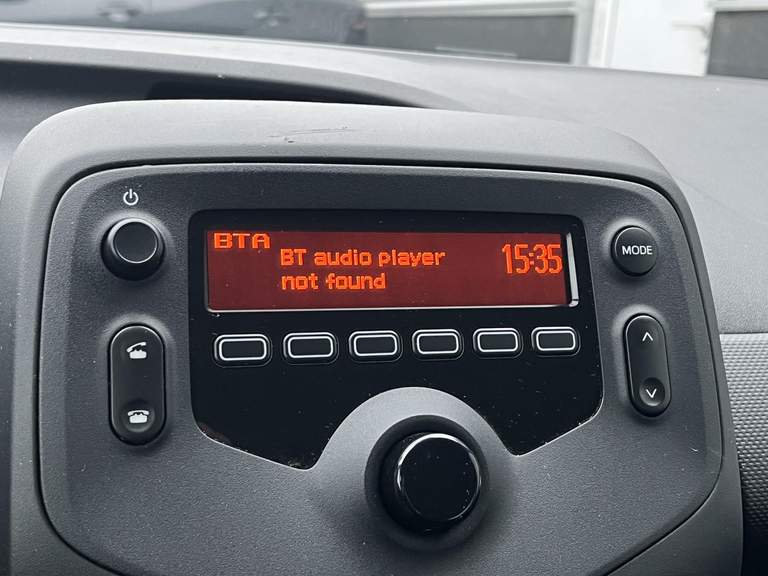 BTA
BT audio player
not found
15:35
MODE